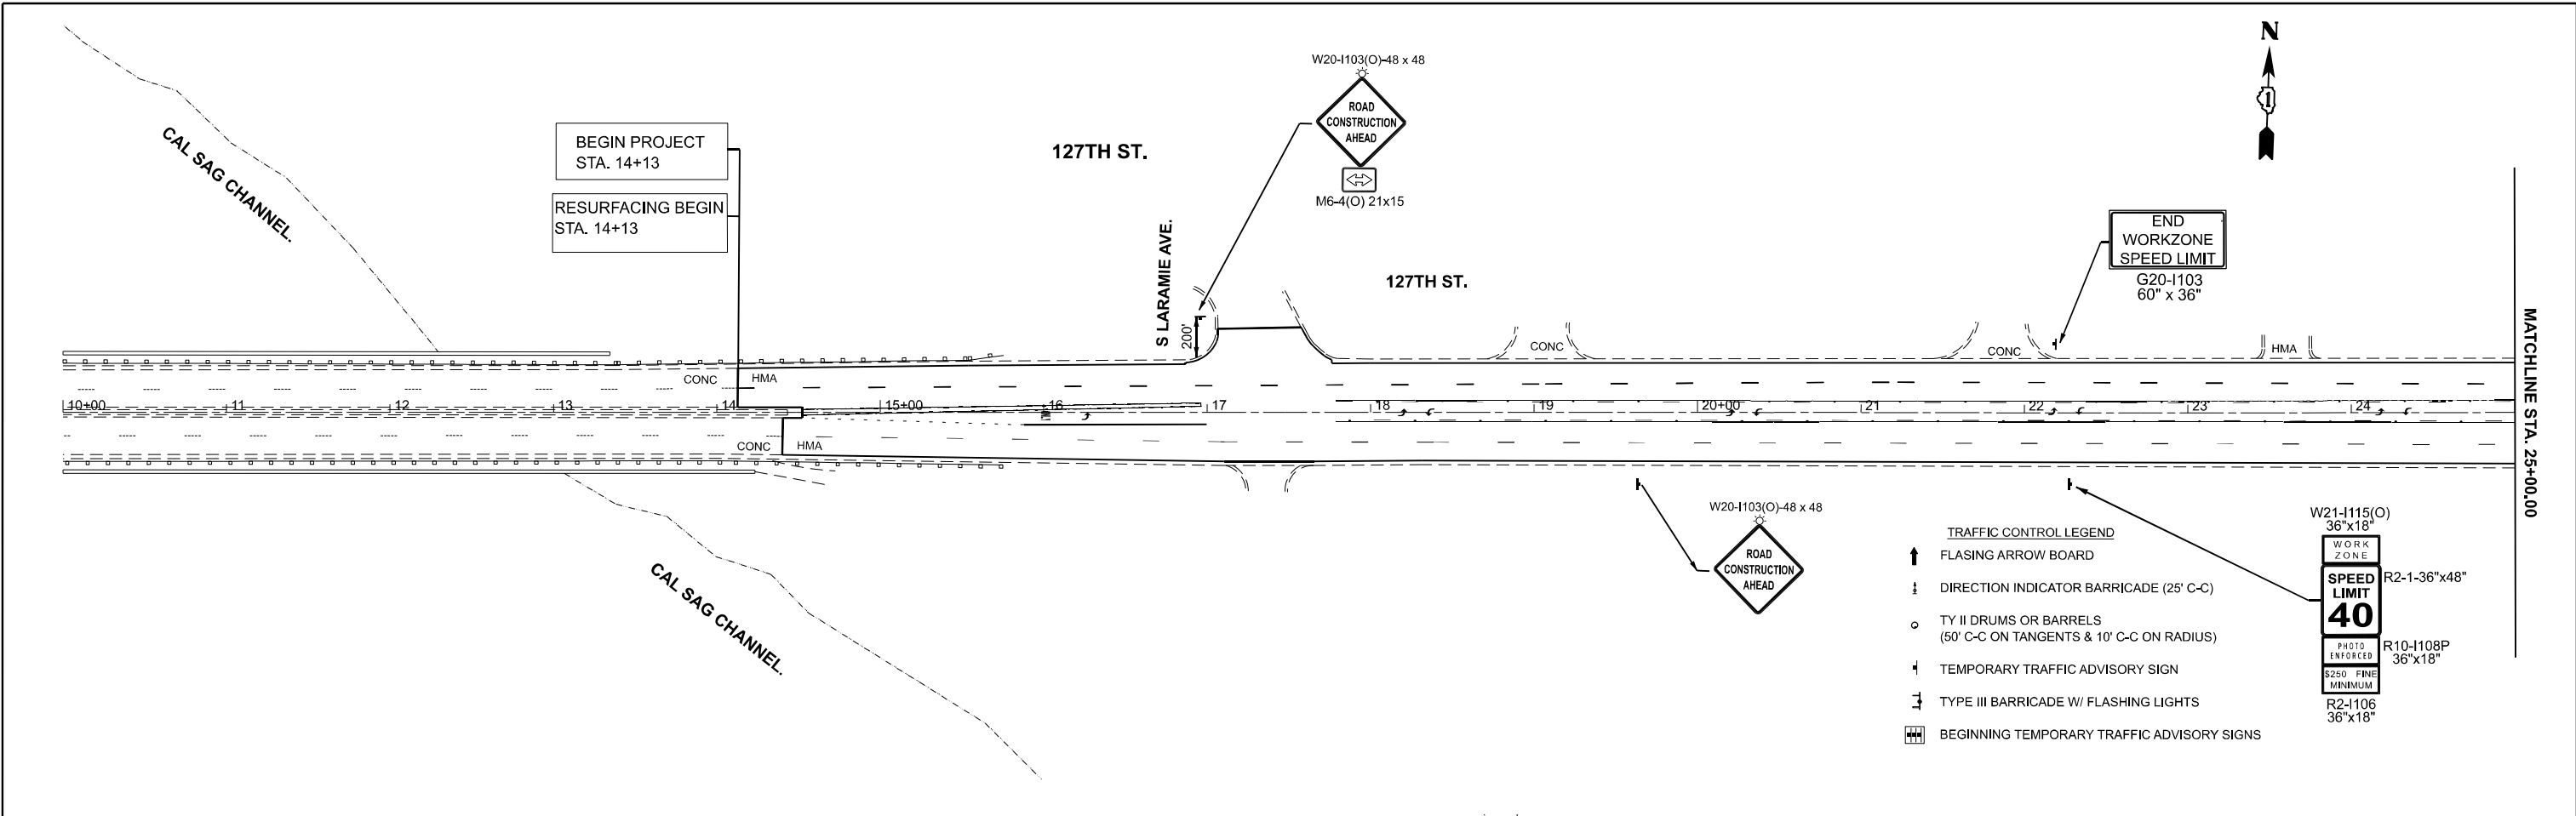 N
1
W20-I103(O)-48 x 48
ROAD
CONSTRUCTION
AHEAD
M6-4(O) 21x15
BEGIN PROJECT
STA. 14+13
RESURFACING BEGIN
STA. 14+13
127TH ST.
CAL SAG CHANNEL.
S LARAMIE AVE.
200'
127TH ST.
END
WORKZONE
SPEED LIMIT
G20-I103
60" x 36"
MATCHLINE STA. 25+00.00
CONC
CONC
HMA
CONC
HMA
10+00
11
12
13
14
15+00
16
17
18
19
20+00
21
22
23
24
CONC
HMA
W20-I103(O)-48 x 48
ROAD
CONSTRUCTION
AHEAD
CAL SAG CHANNEL.
TRAFFIC CONTROL LEGEND
FLASING ARROW BOARD
DIRECTION INDICATOR BARRICADE (25' C-C)
TY II DRUMS OR BARRELS
(50' C-C ON TANGENTS & 10' C-C ON RADIUS)
TEMPORARY TRAFFIC ADVISORY SIGN
TYPE III BARRICADE W/ FLASHING LIGHTS
BEGINNING TEMPORARY TRAFFIC ADVISORY SIGNS
W21-I115(O)
36"x18"
WORK
ZONE
SPEED
LIMIT
40
R2-1-36"x48"
PHOTO
ENFORCED
R10-I108P
36"x18"
$250 FINE
MINIMUM
R2-I106
36"x18"